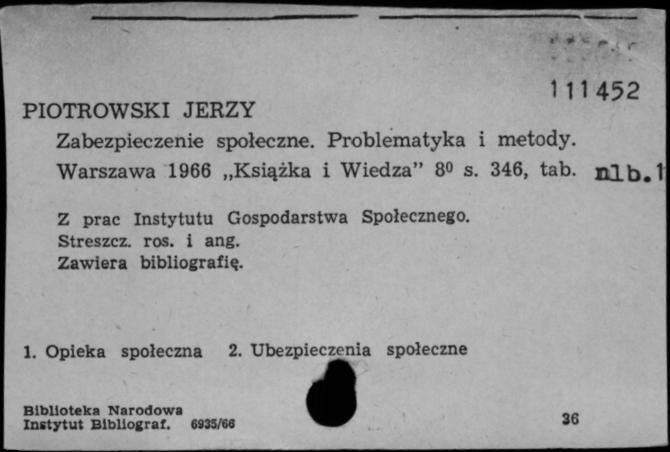 111452
PIOTROWSKI JERZY
Zabezpieczenie społeczne. Problematyka i metody.
Warszawa 1966 „Książka i Wiedza” 8⁰ s. 346, tab. nlb.1
Z prac Instytutu Gospodarstwa Społecznego.
Streszcz. ros. i ang.
Zawiera bibliografię.
1. Opieka społeczna 2. Ubezpieczenia społeczne
Biblioteka Narodowa
Instytut Bibliograf. 6935/66 36